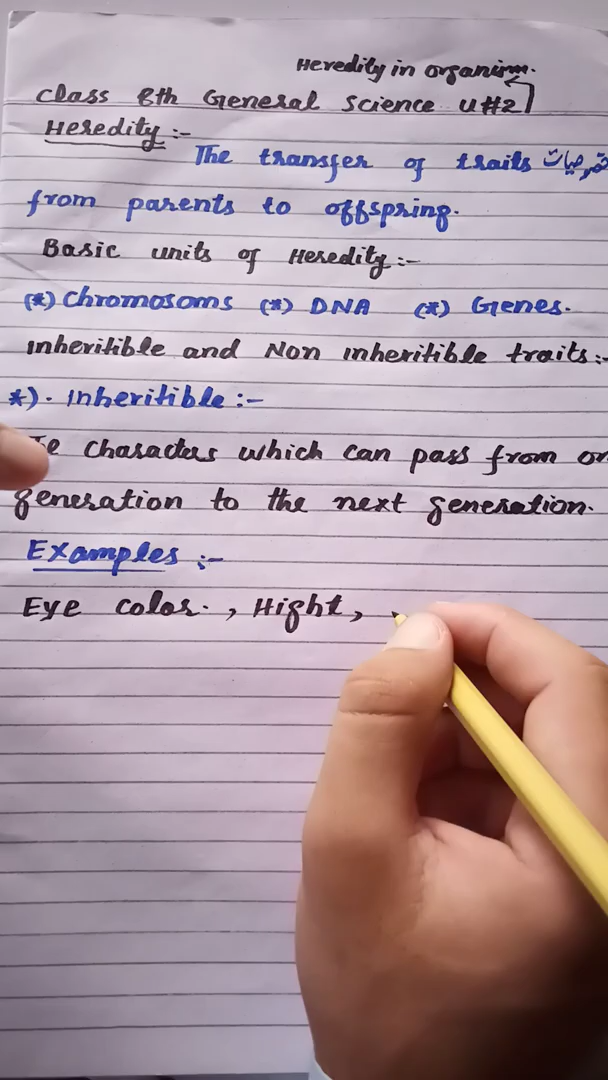 Heredity in organism.
Class 8th General Science U#2
Heredity :-
The transfer of traits
from parents to offspring.
Basic units of Heredity :-
(*) Chromosoms (*) DNA (*) Genes.
inheritible and Non inheritible traits :-
*). inheritible :-
characters which can pass from
generation to the next generation.
Examples :-
Eye color. , Hight,